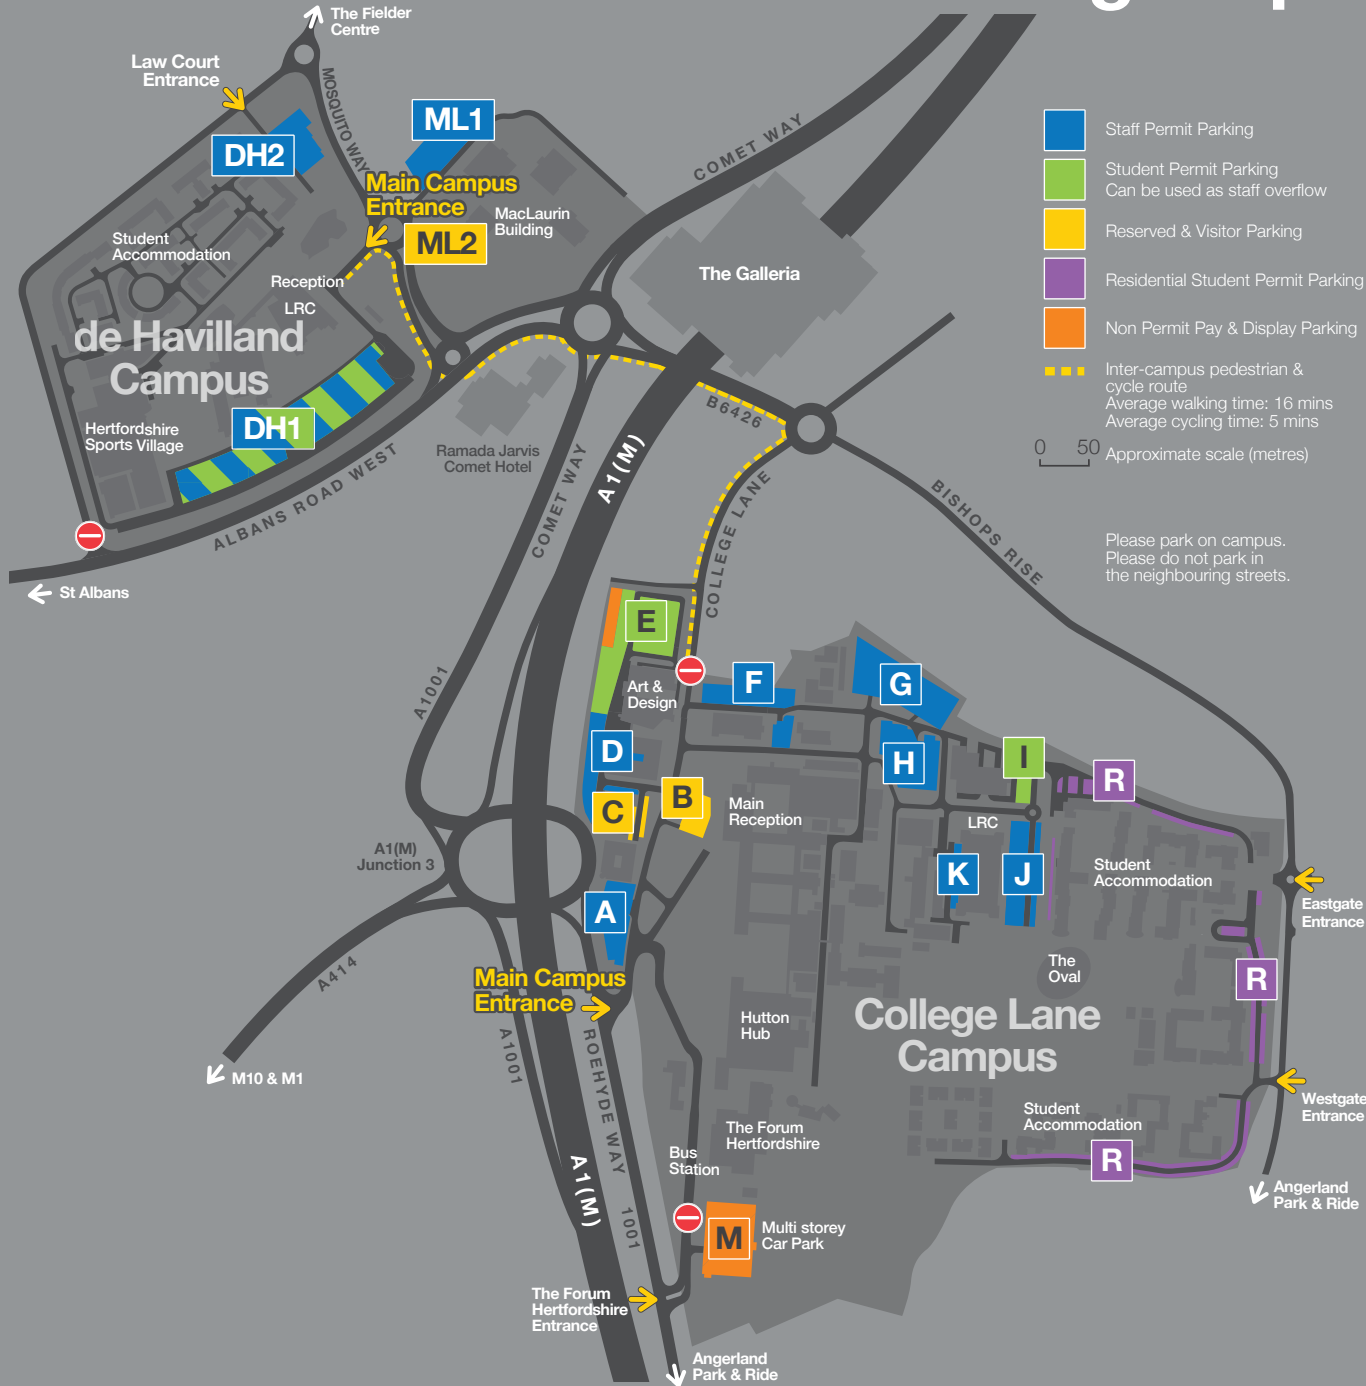 The Fielder
Centre
Law Court
Entrance
MOSQUITO WAY
ML1
DH2
Main Campus
Entrance
MacLaurin
Building
ML2
Student
Accommodation
Reception
LRC
de Havilland
Campus
DH1
Hertfordshire
Sports Village
ALBANS ROAD WEST
St Albans
COMET WAY
The Galleria
Ramada Jarvis
Comet Hotel
COMET WAY
A1(M)
B6426
COLLEGE LANE
BISHOPS RISE
Staff Permit Parking
Student Permit Parking
Can be used as staff overflow
Reserved & Visitor Parking
Residential Student Permit Parking
Non Permit Pay & Display Parking
Inter-campus pedestrian &
cycle route
Average walking time: 16 mins
Average cycling time: 5 mins
0 50
Approximate scale (metres)
Please park on campus.
Please do not park in
the neighbouring streets.
A1001
E
Art &
Design
F
G
D
H
I
R
C
B
Main
Reception
LRC
A1(M)
Junction 3
K
J
Student
Accommodation
Eastgate
Entrance
A
A414
The
Oval
R
Main Campus
Entrance
College Lane
Campus
Hutton
Hub
A1001
ROEHYDE WAY
1001
M10 & M1
Westgate
Entrance
Student
Accommodation
The Forum
Hertfordshire
Bus
Station
R
A1(M)
Angerland
Park & Ride
M
Multi storey
Car Park
The Forum
Hertfordshire
Entrance
Angerland
Park & Ride